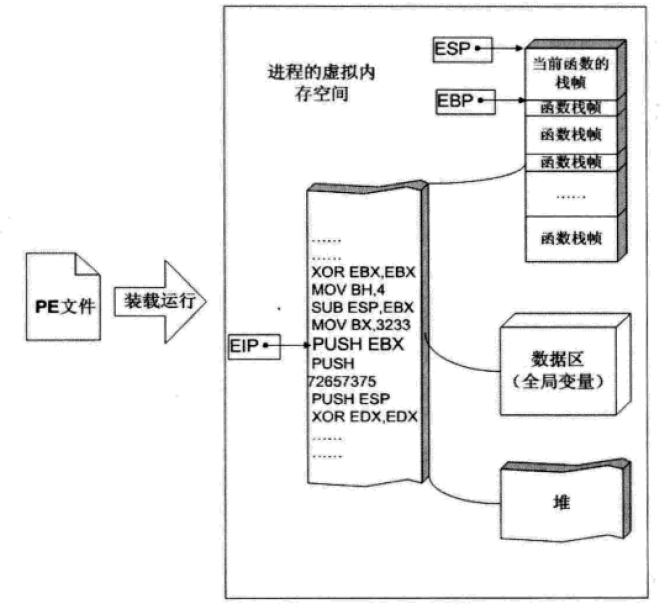 进程的虚拟内
存空间
ESP
当前函数的
栈帧
EBP
函数栈帧
函数栈帧
函数栈帧
......
函数栈帧
PE文件
装载运行
......
......
XOR EBX,EBX
MOV BH,4
SUB ESP,EBX
MOV BX,3233
EIP
PUSH EBX
PUSH
72657375
PUSH ESP
XOR EDX,EDX
......
......
数据区
（全局变量）
堆